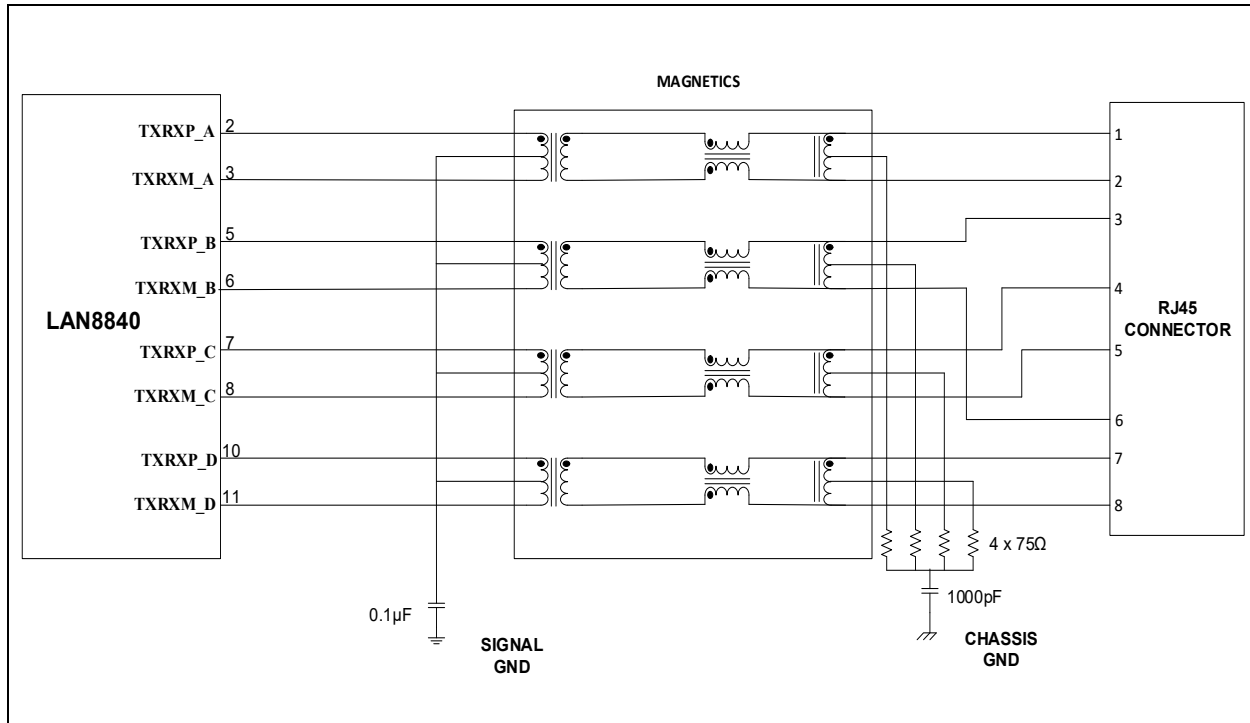 MAGNETICS
TXRXP_A 2
TXRXM_A 3
TXRXP_B 5
TXRXM_B 6
LAN8840
TXRXP_C 7
TXRXM_C 8
TXRXP_D 10
TXRXM_D 11
1
2
3
4
RJ45
CONNECTOR
5
6
7
8
4 x 75Ω
1000pF
0.1µF
SIGNAL
GND
CHASSIS
GND